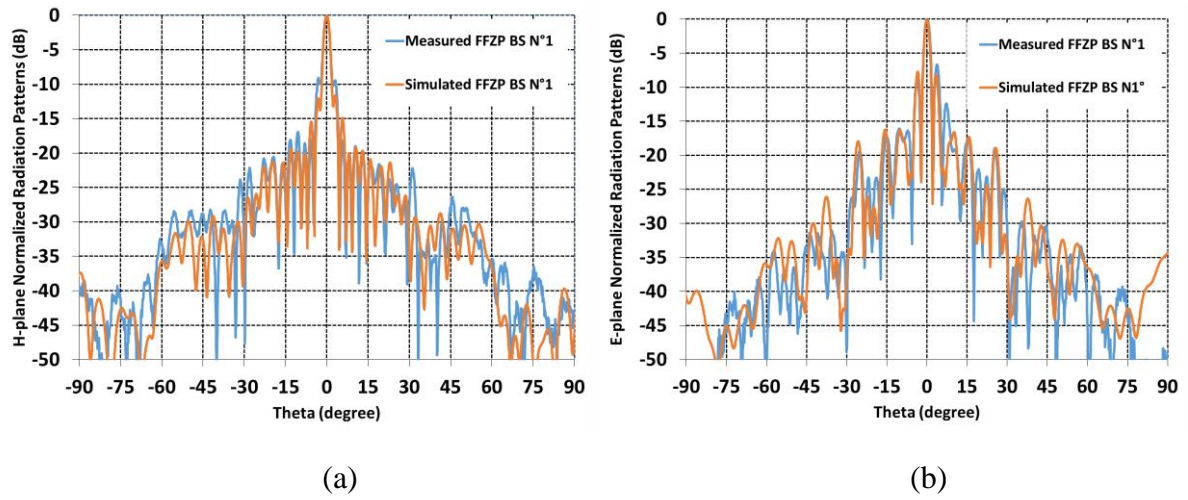 H-plane Normalized Radiation Patterns (dB)
0
-5
-10
-15
-20
-25
-30
-35
-40
-45
-50
Measured FFZP BS N°1
Simulated FFZP BS N°1
-90 -75 -60 -45 -30 -15 0 15 30 45 60 75 90
Theta (degree)
(a)
E-plane Normalized Radiation Patterns (dB)
0
-5
-10
-15
-20
-25
-30
-35
-40
-45
-50
Measured FFZP BS N°1
Simulated FFZP BS N1°
-90 -75 -60 -45 -30 -15 0 15 30 45 60 75 90
Theta (degree)
(b)